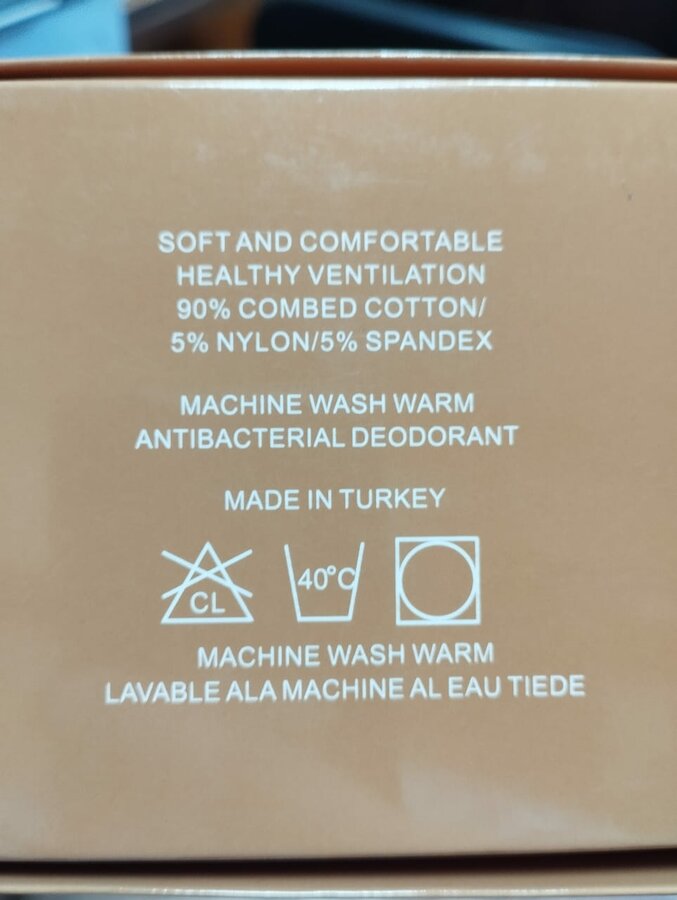 SOFT AND COMFORTABLE
HEALTHY VENTILATION
90% COMBED COTTON/
5% NYLON/5% SPANDEX
MACHINE WASH WARM
ANTIBACTERIAL DEODORANT
MADE IN TURKEY
CL 40°C
MACHINE WASH WARM
LAVABLE ALA MACHINE AL EAU TIEDE